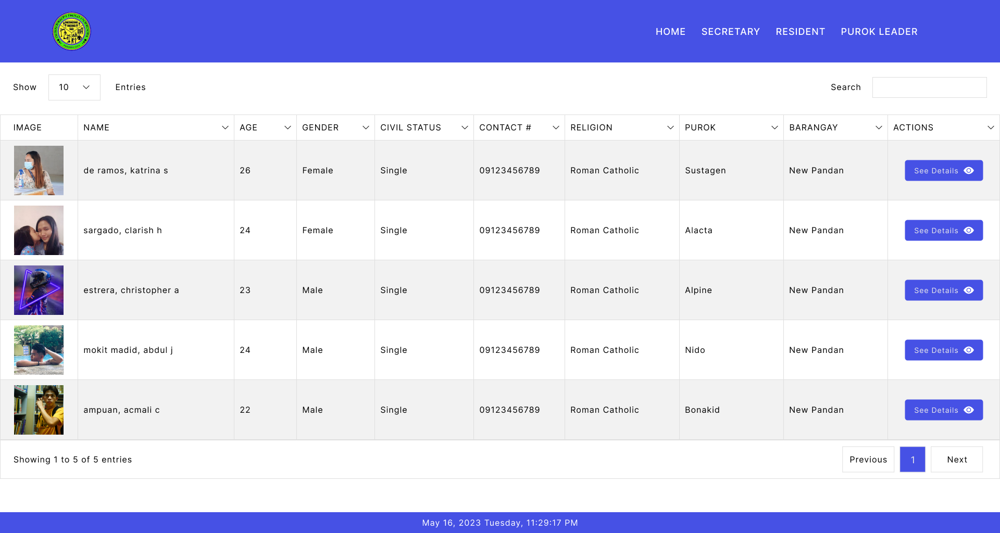 HOME SECRETARY RESIDENT PUROK LEADER
Show 10 Entries Search
IMAGE NAME AGE GENDER CIVIL STATUS CONTACT # RELIGION PUROK BARANGAY ACTIONS
de ramos, katrina s 26 Female Single 09123456789 Roman Catholic Sustagen New Pandan See Details
sargado, clarish h 24 Female Single 09123456789 Roman Catholic Alacta New Pandan See Details
estrera, christopher a 23 Male Single 09123456789 Roman Catholic Alpine New Pandan See Details
mokit madid, abdul j 24 Male Single 09123456789 Roman Catholic Nido New Pandan See Details
ampuan, acmali c 22 Male Single 09123456789 Roman Catholic Bonakid New Pandan See Details
Showing 1 to 5 of 5 entries Previous 1 Next
May 16, 2023 Tuesday, 11:29:17 PM